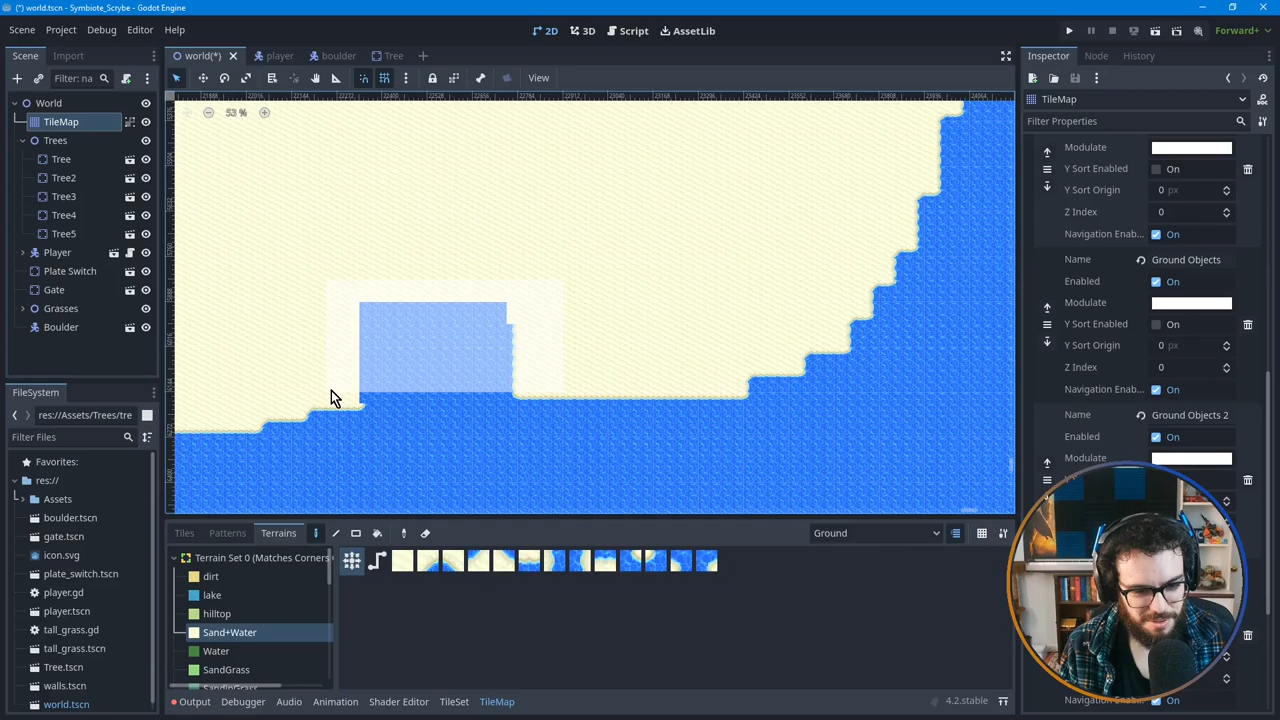 (*) world.tscn - Symbiote_Scrybe - Godot Engine
Scene Project Debug Editor Help
2D 3D Script AssetLib
Forward+
Scene Import
world(*) player boulder Tree
Inspector Node History
Filter: na
View
World
TileMap
Trees
Tree
Tree2
Tree3
Tree4
Tree5
Player
Plate Switch
Gate
Grasses
Boulder
53 %
TileMap
Filter Properties
Modulate
Y Sort Enabled On
Y Sort Origin 0 px
Z Index 0
Navigation Enab... On
Name Ground Objects
Enabled On
Modulate
Y Sort Enabled On
Y Sort Origin 0 px
Z Index 0
Navigation Enab... On
Name Ground Objects 2
Enabled On
Modulate
Navigation Enab... On
FileSystem
res://Assets/Trees/tre
Filter Files
Favorites:
res://
Assets
boulder.tscn
gate.tscn
icon.svg
plate_switch.tscn
player.gd
player.tscn
tall_grass.gd
tall_grass.tscn
Tree.tscn
walls.tscn
world.tscn
Tiles Patterns Terrains
Ground
Terrain Set 0 (Matches Corners
dirt
lake
hilltop
Sand+Water
Water
SandGrass
Output Debugger Audio Animation Shader Editor TileSet TileMap
4.2.stable